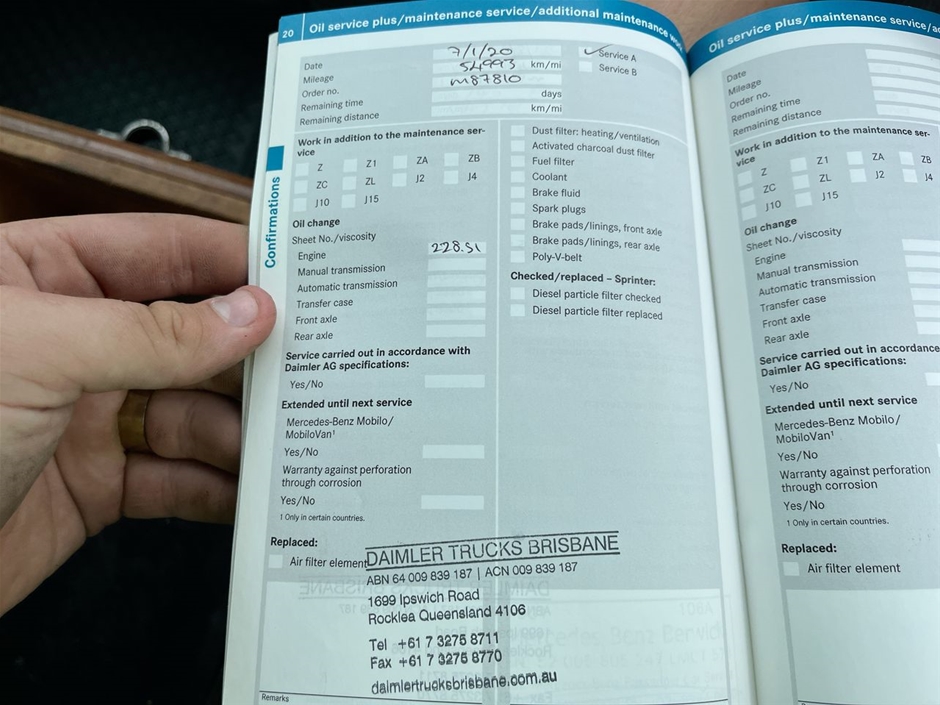 20 Oil service plus/maintenance service/additional maintenance
7/1/20
Date
54993 km/mi
Mileage
M87810
Order no.
days
Remaining time
km/mi
Remaining distance
✓ Service A
Service B
Work in addition to the maintenance ser-
vice
Z Z1 ZA ZB
ZC ZL J2 J4
J10 J15
Oil change
Sheet No./viscosity
Engine 228.51
Manual transmission
Automatic transmission
Transfer case
Front axle
Rear axle
Service carried out in accordance with
Daimler AG specifications:
Yes/No
Extended until next service
Mercedes-Benz Mobilo/
MobiloVan¹
Yes/No
Warranty against perforation
through corrosion
Yes/No
1 Only in certain countries.
Replaced:
Air filter element
Dust filter: heating/ventilation
Activated charcoal dust filter
Fuel filter
Coolant
Brake fluid
Spark plugs
Brake pads/linings, front axle
Brake pads/linings, rear axle
Poly-V-belt
Checked/replaced – Sprinter:
Diesel particle filter checked
Diesel particle filter replaced
DAIMLER TRUCKS BRISBANE
ABN 64 009 839 187 | ACN 009 839 187
1699 Ipswich Road
Rocklea Queensland 4106
Tel +61 7 3275 8711
Fax +61 7 3275 8770
daimlertrucksbrisbane.com.au
Remarks
Confirmations
Oil service plus/maintenance service/
Date
Mileage
Order no.
Remaining time
Remaining distance
Work in addition to the maintenance ser-
vice
Z Z1 ZA ZB
ZC ZL J2 J4
J10 J15
Oil change
Sheet No./viscosity
Engine
Manual transmission
Automatic transmission
Transfer case
Front axle
Rear axle
Service carried out in accordance
Daimler AG specifications:
Yes/No
Extended until next service
Mercedes-Benz Mobilo/
MobiloVan¹
Yes/No
Warranty against perforation
through corrosion
Yes/No
1 Only in certain countries.
Replaced:
Air filter element